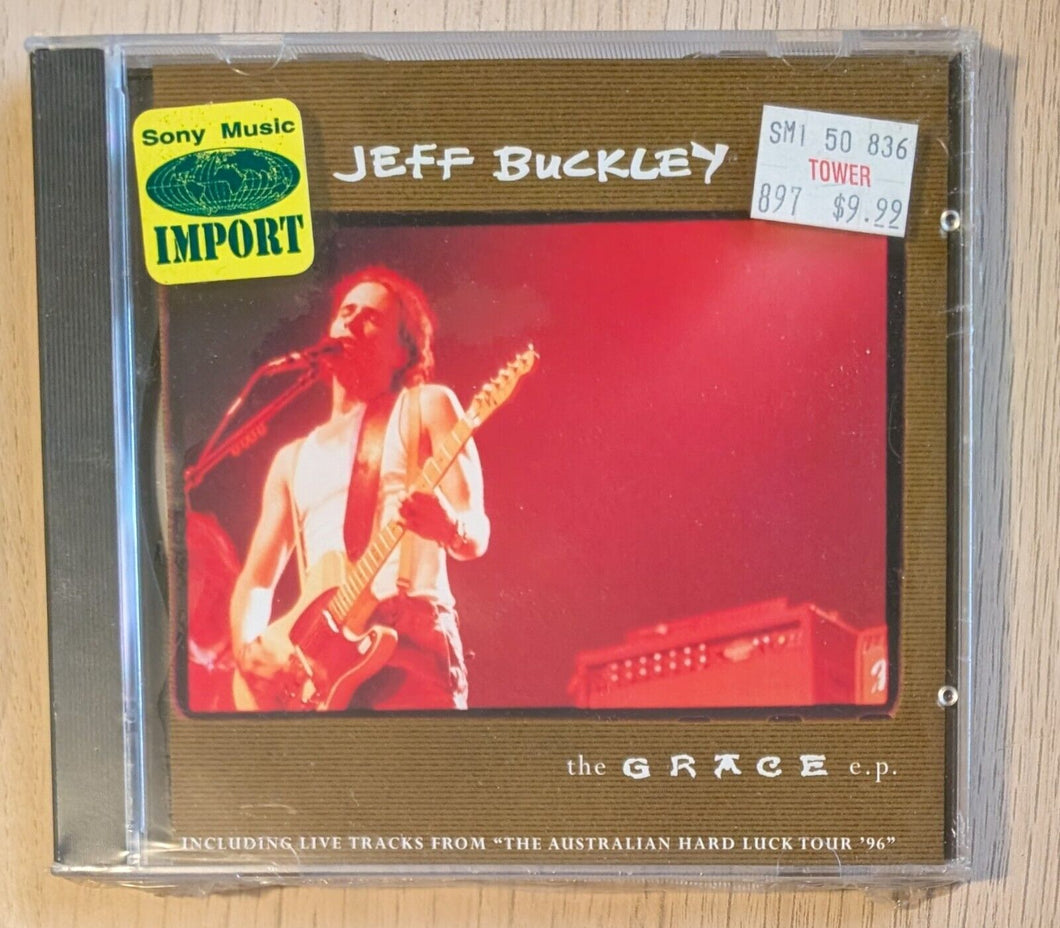 Sony Music
IMPORT
JEFF BUCKLEY
SM1 50 836
TOWER
897 $9.99
the GRACE e.p.
INCLUDING LIVE TRACKS FROM “THE AUSTRALIAN HARD LUCK TOUR ’96”